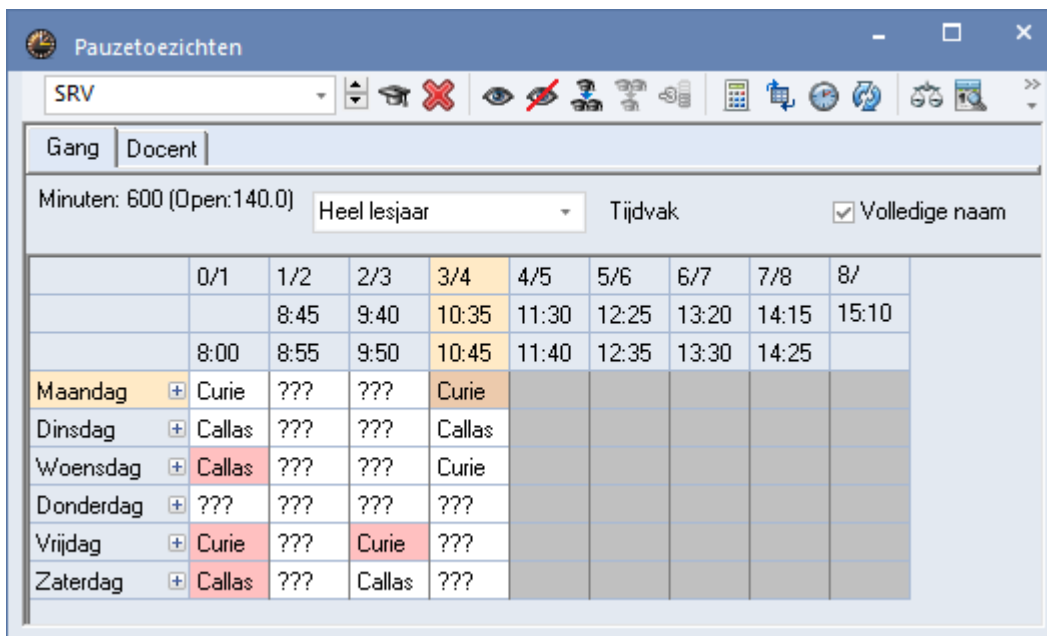 Pauzetoezichten
SRV
Gang Docent
Minuten: 600 (Open:140.0) Heel lesjaar Tijdvak Volledige naam
0/1 1/2 2/3 3/4 4/5 5/6 6/7 7/8 8/
8:45 9:40 10:35 11:30 12:25 13:20 14:15 15:10
8:00 8:55 9:50 10:45 11:40 12:35 13:30 14:25
Maandag Curie ??? ??? Curie
Dinsdag Callas ??? ??? Callas
Woensdag Callas ??? ??? Curie
Donderdag ??? ??? ??? ???
Vrijdag Curie ??? Curie ???
Zaterdag Callas ??? Callas ???